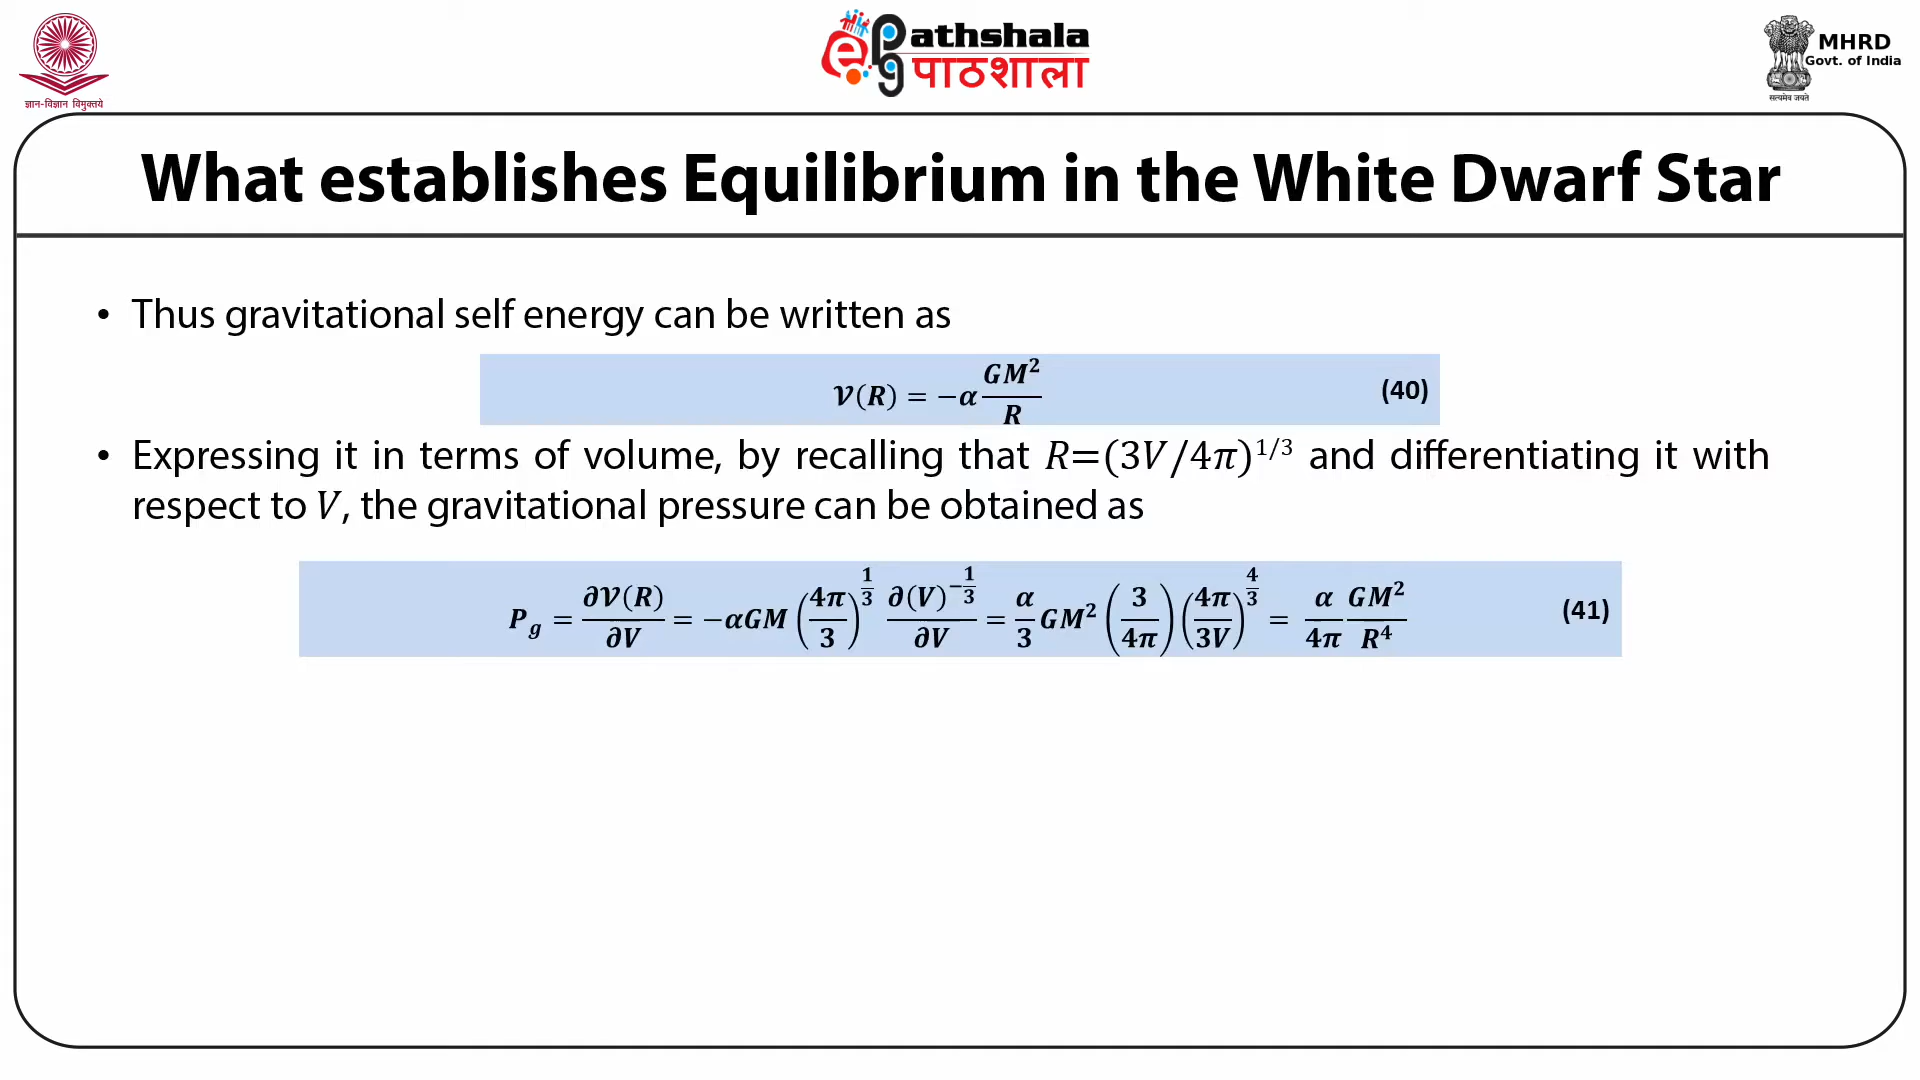 ज्ञान-विज्ञान विमुक्तये
ePathshala
पाठशाला
MHRD
Govt. of India
सत्यमेव जयते
What establishes Equilibrium in the White Dwarf Star
• Thus gravitational self energy can be written as
𝒱(R) = −α GM²/R (40)
• Expressing it in terms of volume, by recalling that R=(3V/4π)^1/3 and differentiating it with
respect to V, the gravitational pressure can be obtained as
P_g = ∂𝒱(R)/∂V = −αGM (4π/3)^1/3 ∂(V)^−1/3/∂V = α/3 GM² (3/4π) (4π/3V)^4/3 = α/4π GM²/R⁴ (41)